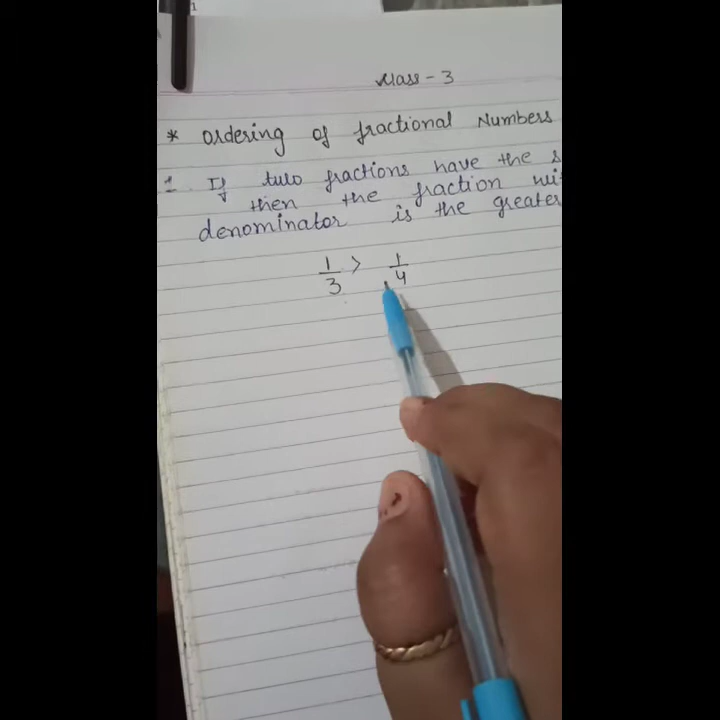 Class - 3
* Ordering of fractional Numbers
1. If two fractions have the s
then the fraction wi
denominator is the greater
1/3 > 1/4